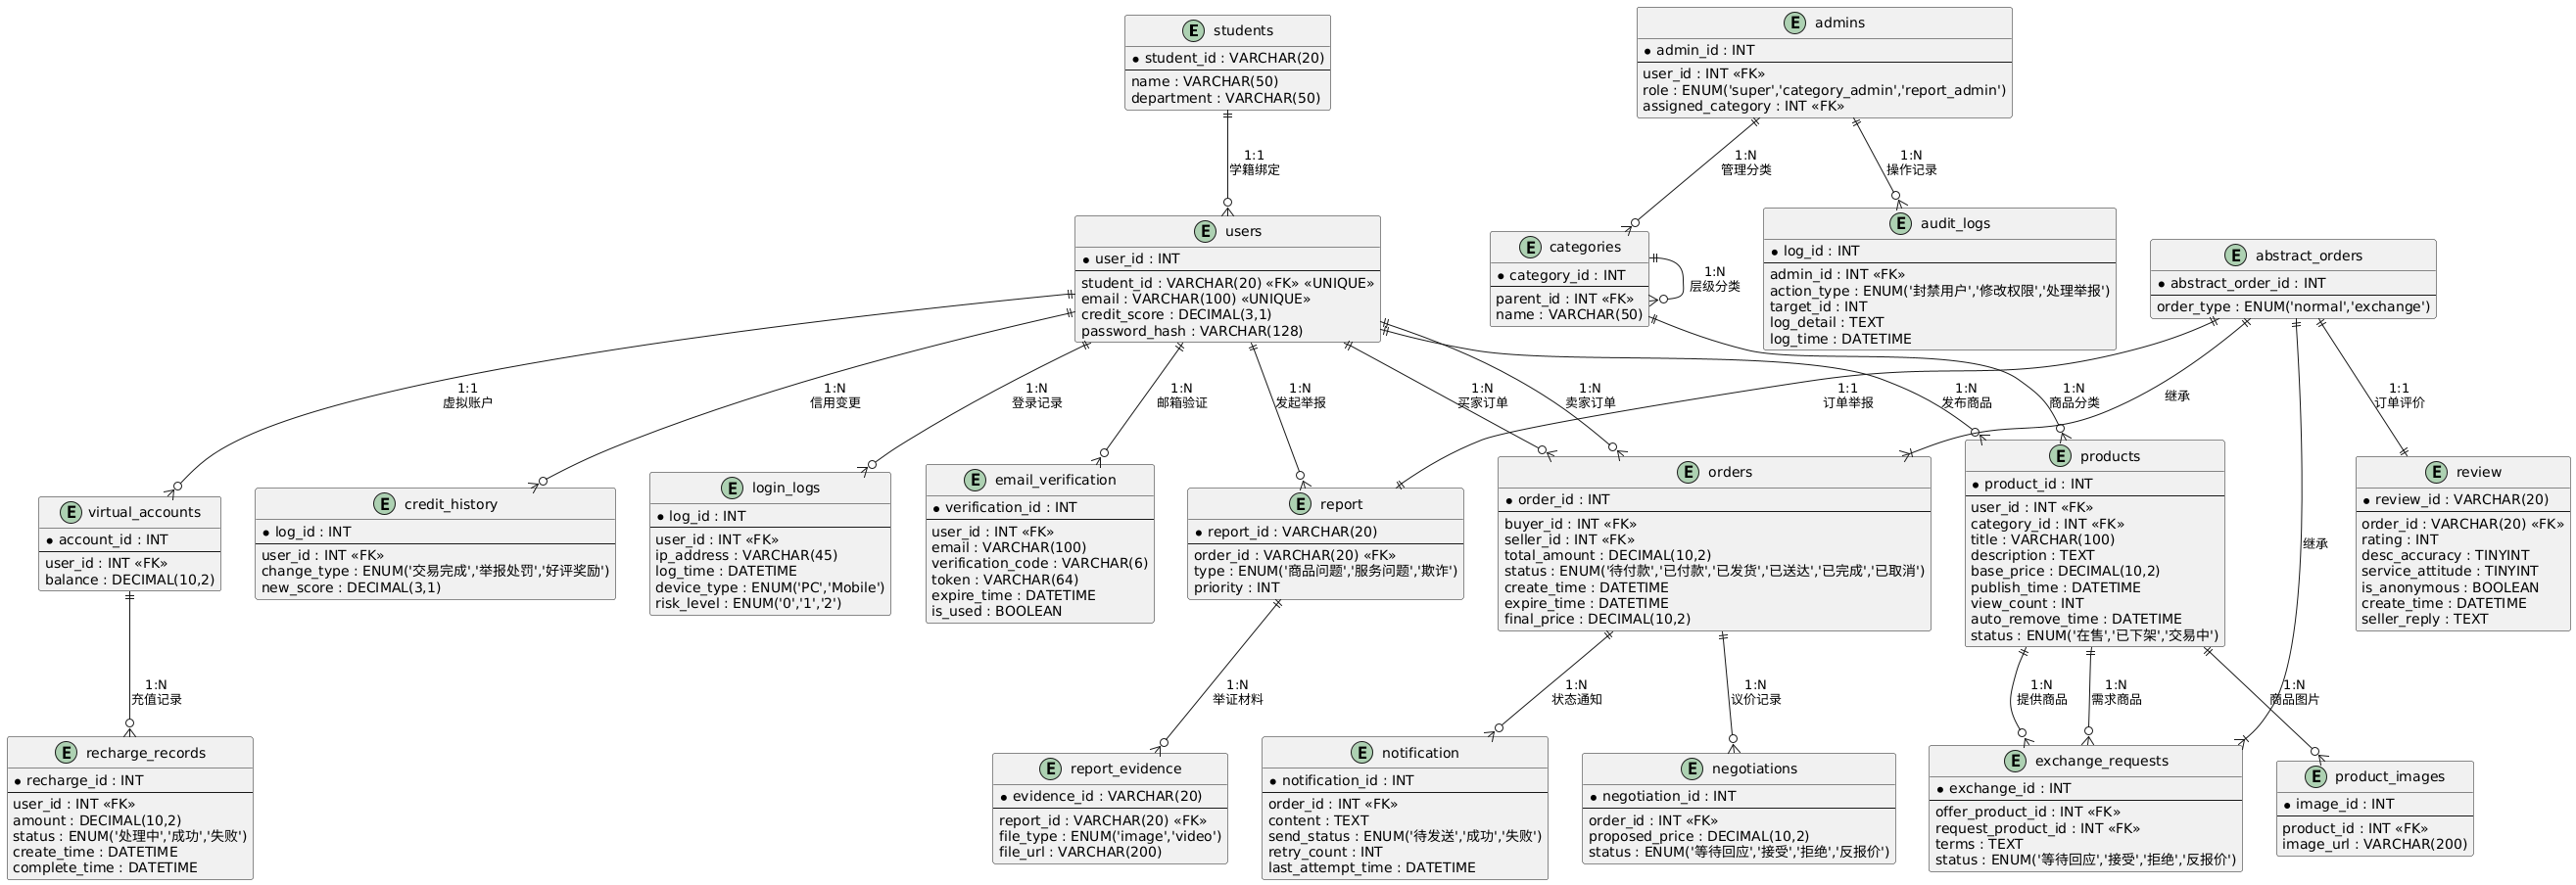 E students
* student_id : VARCHAR(20)
name : VARCHAR(50)
department : VARCHAR(50)
E admins
* admin_id : INT
user_id : INT «FK»
role : ENUM('super','category_admin','report_admin')
assigned_category : INT «FK»
1:1
学籍绑定
1:N
管理分类
1:N
操作记录
E users
* user_id : INT
student_id : VARCHAR(20) «FK» «UNIQUE»
email : VARCHAR(100) «UNIQUE»
credit_score : DECIMAL(3,1)
password_hash : VARCHAR(128)
E categories
* category_id : INT
parent_id : INT «FK»
name : VARCHAR(50)
1:N
层级分类
E audit_logs
* log_id : INT
admin_id : INT «FK»
action_type : ENUM('封禁用户','修改权限','处理举报')
target_id : INT
log_detail : TEXT
log_time : DATETIME
E abstract_orders
* abstract_order_id : INT
order_type : ENUM('normal','exchange')
1:1
虚拟账户
1:N
信用变更
1:N
登录记录
1:N
邮箱验证
1:N
发起举报
1:N
买家订单
1:N
卖家订单
1:1
订单举报
1:N
发布商品
1:N
商品分类
继承
1:1
订单评价
E virtual_accounts
* account_id : INT
user_id : INT «FK»
balance : DECIMAL(10,2)
E credit_history
* log_id : INT
user_id : INT «FK»
change_type : ENUM('交易完成','举报处罚','好评奖励')
new_score : DECIMAL(3,1)
E login_logs
* log_id : INT
user_id : INT «FK»
ip_address : VARCHAR(45)
log_time : DATETIME
device_type : ENUM('PC','Mobile')
risk_level : ENUM('0','1','2')
E email_verification
* verification_id : INT
user_id : INT «FK»
email : VARCHAR(100)
verification_code : VARCHAR(6)
token : VARCHAR(64)
expire_time : DATETIME
is_used : BOOLEAN
E report
* report_id : VARCHAR(20)
order_id : VARCHAR(20) «FK»
type : ENUM('商品问题','服务问题','欺诈')
priority : INT
E orders
* order_id : INT
buyer_id : INT «FK»
seller_id : INT «FK»
total_amount : DECIMAL(10,2)
status : ENUM('待付款','已付款','已发货','已送达','已完成','已取消')
create_time : DATETIME
expire_time : DATETIME
final_price : DECIMAL(10,2)
E products
* product_id : INT
user_id : INT «FK»
category_id : INT «FK»
title : VARCHAR(100)
description : TEXT
base_price : DECIMAL(10,2)
publish_time : DATETIME
view_count : INT
auto_remove_time : DATETIME
status : ENUM('在售','已下架','交易中')
继承
E review
* review_id : VARCHAR(20)
order_id : VARCHAR(20) «FK»
rating : INT
desc_accuracy : TINYINT
service_attitude : TINYINT
is_anonymous : BOOLEAN
create_time : DATETIME
seller_reply : TEXT
1:N
充值记录
1:N
举证材料
1:N
状态通知
1:N
议价记录
1:N
提供商品
1:N
需求商品
1:N
商品图片
E recharge_records
* recharge_id : INT
user_id : INT «FK»
amount : DECIMAL(10,2)
status : ENUM('处理中','成功','失败')
create_time : DATETIME
complete_time : DATETIME
E report_evidence
* evidence_id : VARCHAR(20)
report_id : VARCHAR(20) «FK»
file_type : ENUM('image','video')
file_url : VARCHAR(200)
E notification
* notification_id : INT
order_id : INT «FK»
content : TEXT
send_status : ENUM('待发送','成功','失败')
retry_count : INT
last_attempt_time : DATETIME
E negotiations
* negotiation_id : INT
order_id : INT «FK»
proposed_price : DECIMAL(10,2)
status : ENUM('等待回应','接受','拒绝','反报价')
E exchange_requests
* exchange_id : INT
offer_product_id : INT «FK»
request_product_id : INT «FK»
terms : TEXT
status : ENUM('等待回应','接受','拒绝','反报价')
E product_images
* image_id : INT
product_id : INT «FK»
image_url : VARCHAR(200)